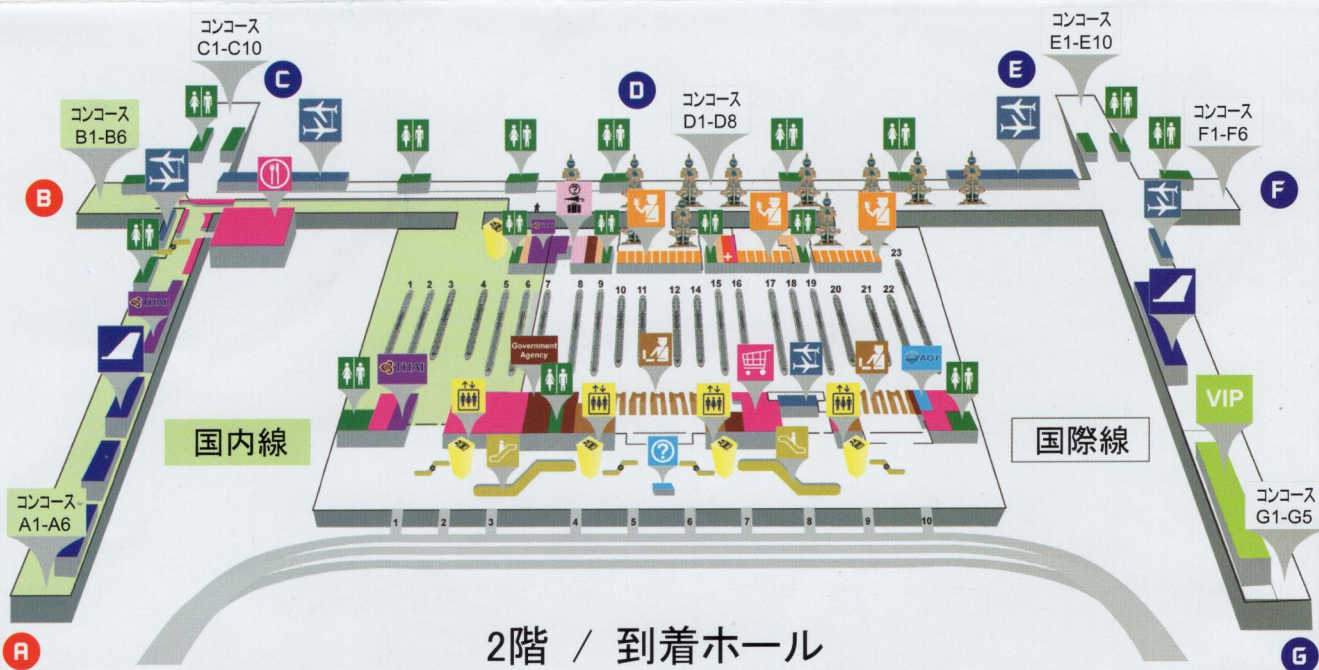 コンコース
C1-C10
コンコース
E1-E10
C
E
D
コンコース
D1-D8
コンコース
B1-B6
コンコース
F1-F6
B
F
THAI
23
1 2 3 4 5 6 7 8 9 10 11 12 14 15 16 17 18 19 20 21 22
THAI
Government
Agency
AOT
VIP
国内線
国際線
?
コンコース
A1-A6
コンコース
G1-G5
1 2 3 4 5 6 7 8 9 10
A
G
2階 / 到着ホール